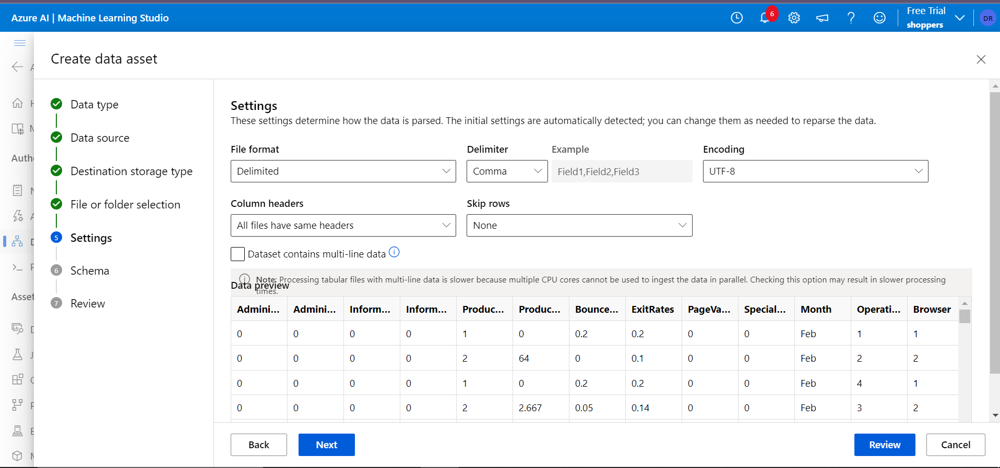 Azure AI | Machine Learning Studio
6
Free Trial
shoppers
DR
Create data asset
Data type
Data source
Destination storage type
File or folder selection
5 Settings
6 Schema
7 Review
Settings
These settings determine how the data is parsed. The initial settings are automatically detected; you can change them as needed to reparse the data.
File format Delimiter Example Encoding
Delimited Comma Field1,Field2,Field3 UTF-8
Column headers Skip rows
All files have same headers None
Dataset contains multi-line data
Note: Processing tabular files with multi-line data is slower because multiple CPU cores cannot be used to ingest the data in parallel. Checking this option may result in slower processing
times.
Data preview
Admini... Admini... Inform... Inform... Produc... Produc... Bounce... ExitRates PageVa... Special... Month Operati... Browser
0 0 0 0 1 0 0.2 0.2 0 0 Feb 1 1
0 0 0 0 2 64 0 0.1 0 0 Feb 2 2
0 0 0 0 1 0 0.2 0.2 0 0 Feb 4 1
0 0 0 0 2 2.667 0.05 0.14 0 0 Feb 3 2
Back Next Review Cancel